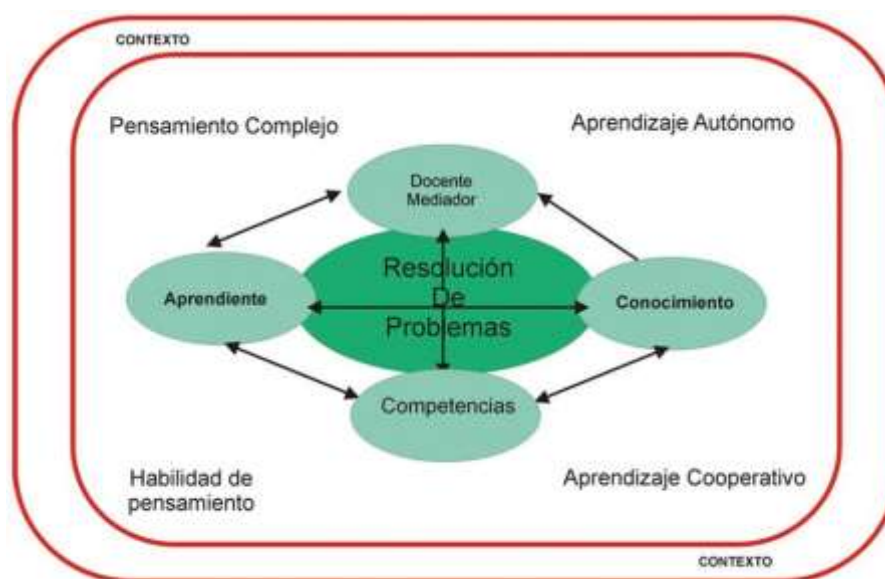 CONTEXTO
Pensamiento Complejo
Aprendizaje Autónomo
Docente
Mediador
Resolución
De
Problemas
Aprendiente
Conocimiento
Competencias
Habilidad de
pensamiento
Aprendizaje Cooperativo
CONTEXTO